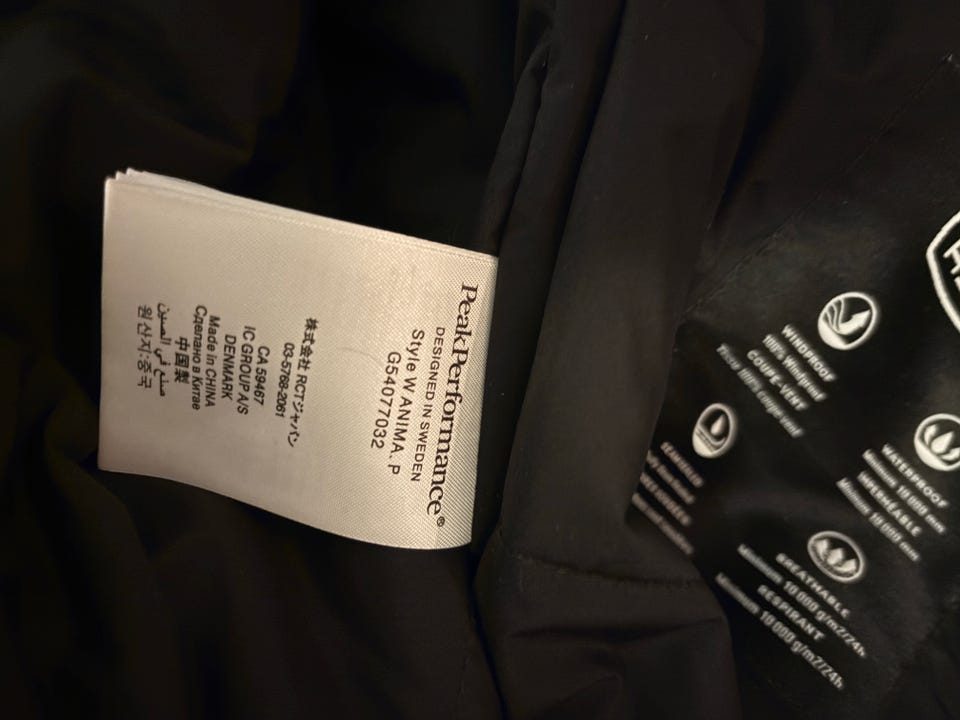 PeakPerformance®
DESIGNED IN SWEDEN
Style W ANIMA. P
G54077032
株式会社 RCTジャパン
03-5768-2061
CA 59467
IC GROUP A/S
DENMARK
Made in CHINA
Сделано в Китае
中国製
صنع في الصين
원산지:중국
WINDPROOF
100% Windproof
COUPE-VENT
100% coupe-vent
WATERPROOF
Minimum 10 000 mm
IMPERMÉABLE
Minimum 10 000 mm
BREATHABLE
Minimum 10 000 g/m2/24h
RESPIRANT
Minimum 10 000 g/m2/24h